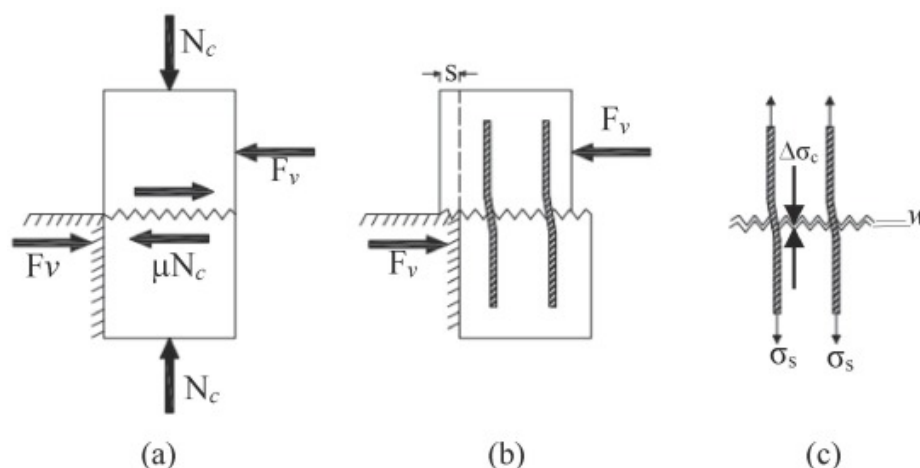 N_c
F_v
Fv
μN_c
N_c
(a)
S
F_v
F_v
(b)
Δσ_c
w
σ_s σ_s
(c)